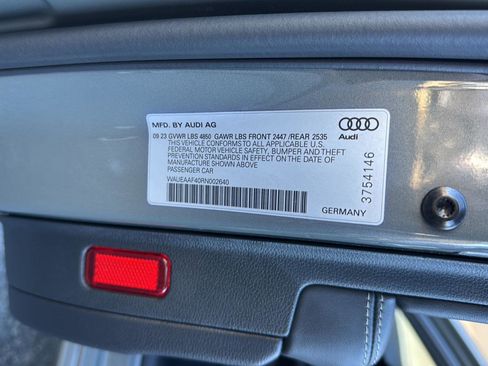 MFD. BY AUDI AG
Audi
09 23 GVWR LBS 4850 GAWR LBS FRONT 2447 /REAR 2535
THIS VEHICLE CONFORMS TO ALL APPLICABLE U.S.
FEDERAL MOTOR VEHICLE SAFETY, BUMPER AND THEFT
PREVENTION STANDARDS IN EFFECT ON THE DATE OF
MANUFACTURE SHOWN ABOVE
PASSENGER CAR
WAUEAAF40RN002640
GERMANY
3754146